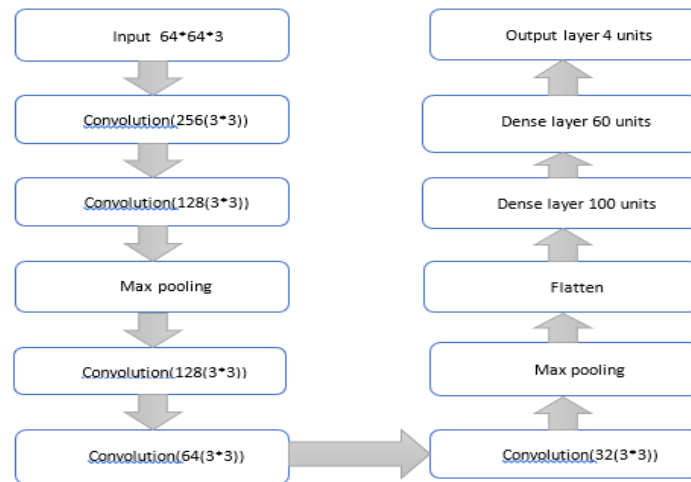 Input 64*64*3
Convolution(256(3*3))
Convolution(128(3*3))
Max pooling
Convolution(128(3*3))
Convolution(64(3*3))
Convolution(32(3*3))
Max pooling
Flatten
Dense layer 100 units
Dense layer 60 units
Output layer 4 units